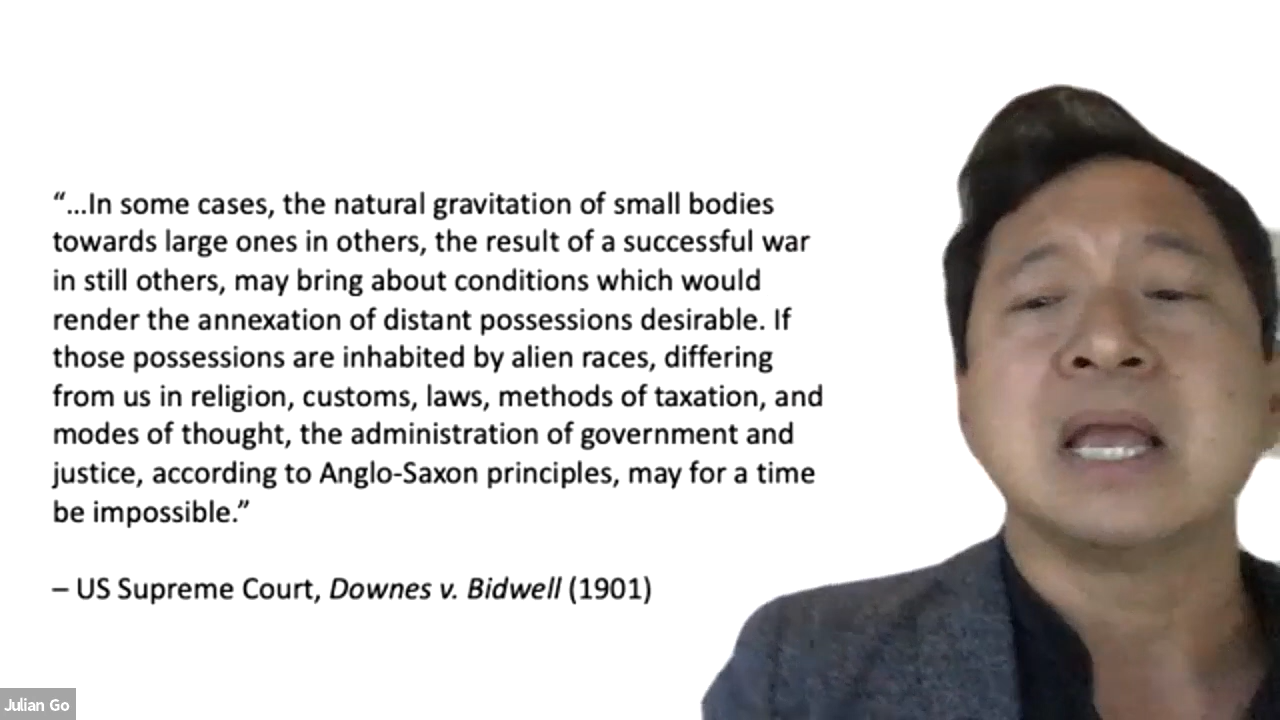 “...In some cases, the natural gravitation of small bodies
towards large ones in others, the result of a successful war
in still others, may bring about conditions which would
render the annexation of distant possessions desirable. If
those possessions are inhabited by alien races, differing
from us in religion, customs, laws, methods of taxation, and
modes of thought, the administration of government and
justice, according to Anglo-Saxon principles, may for a time
be impossible.”
– US Supreme Court, Downes v. Bidwell (1901)
Julian Go